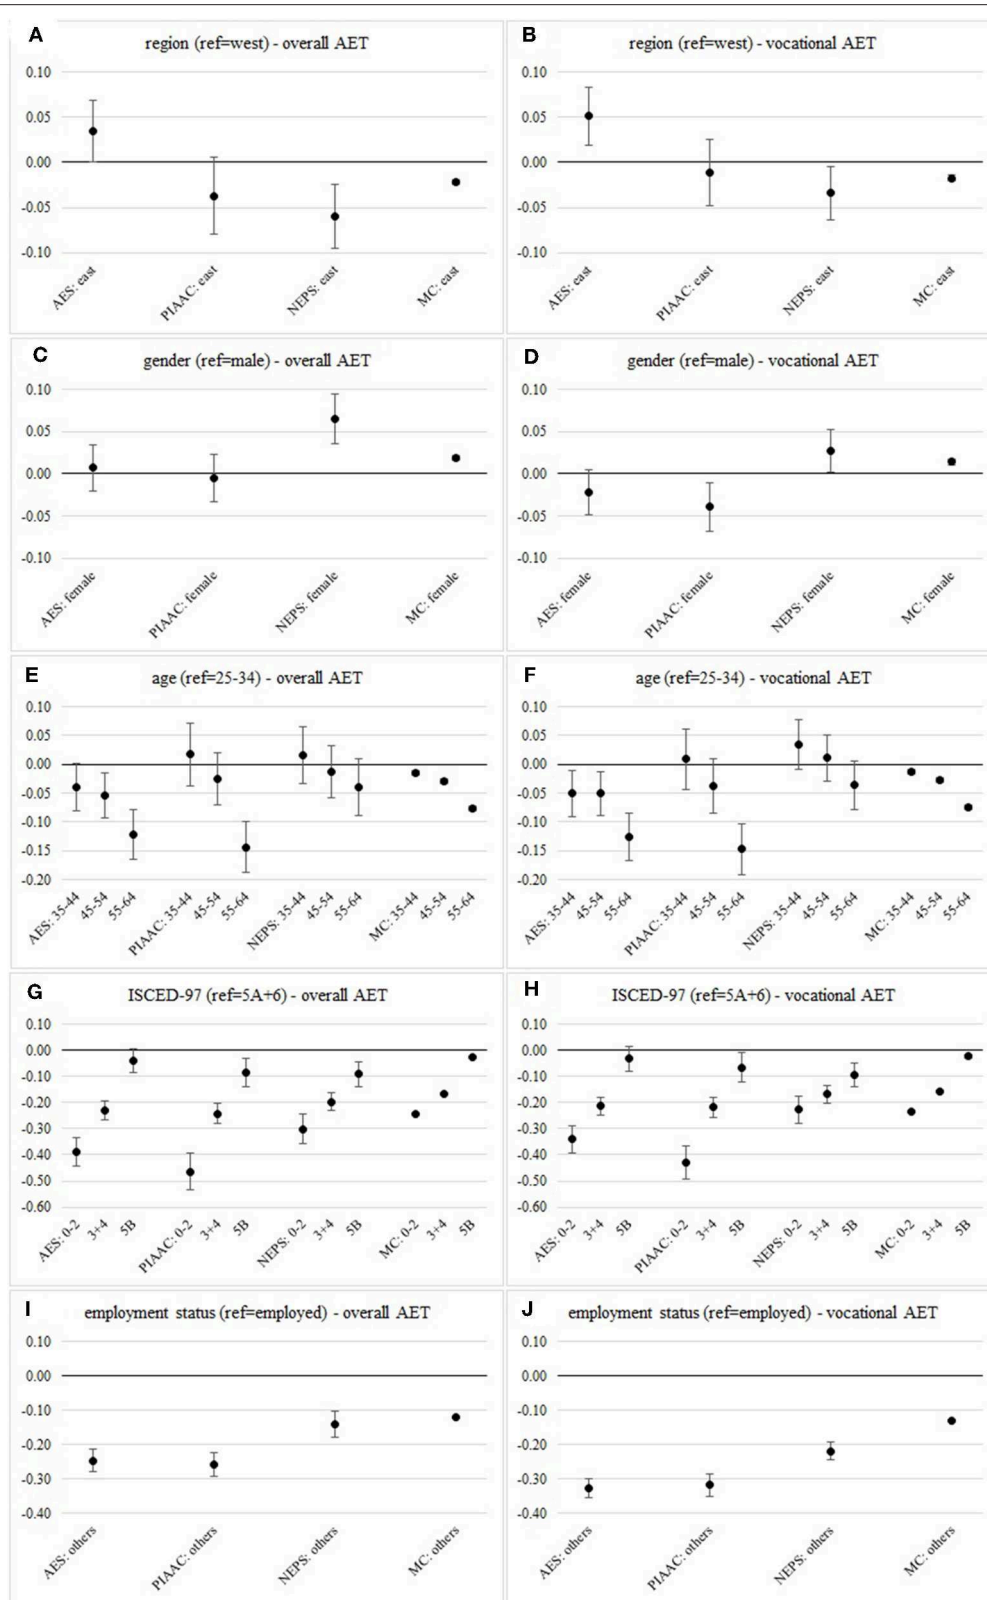 A
region (ref=west) - overall AET
0.10
0.05
0.00
-0.05
-0.10
AES: east
PIAAC: east
NEPS: east
MC: east
B
region (ref=west) - vocational AET
0.10
0.05
0.00
-0.05
-0.10
AES: east
PIAAC: east
NEPS: east
MC: east
C
gender (ref=male) - overall AET
0.10
0.05
0.00
-0.05
-0.10
AES: female
PIAAC: female
NEPS: female
MC: female
D
gender (ref=male) - vocational AET
0.10
0.05
0.00
-0.05
-0.10
AES: female
PIAAC: female
NEPS: female
MC: female
E
age (ref=25-34) - overall AET
0.10
0.05
0.00
-0.05
-0.10
-0.15
-0.20
AES: 35-44
45-54
55-64
PIAAC: 35-44
45-54
55-64
NEPS: 35-44
45-54
55-64
MC: 35-44
45-54
55-64
F
age (ref=25-34) - vocational AET
0.10
0.05
0.00
-0.05
-0.10
-0.15
-0.20
AES: 35-44
45-54
55-64
PIAAC: 35-44
45-54
55-64
NEPS: 35-44
45-54
55-64
MC: 35-44
45-54
55-64
G
ISCED-97 (ref=5A+6) - overall AET
0.10
0.00
-0.10
-0.20
-0.30
-0.40
-0.50
-0.60
AES: 0-2
3+4
5B
PIAAC: 0-2
3+4
5B
NEPS: 0-2
3+4
5B
MC: 0-2
3+4
5B
H
ISCED-97 (ref=5A+6) - vocational AET
0.10
0.00
-0.10
-0.20
-0.30
-0.40
-0.50
-0.60
AES: 0-2
3+4
5B
PIAAC: 0-2
3+4
5B
NEPS: 0-2
3+4
5B
MC: 0-2
3+4
5B
I
employment status (ref=employed) - overall AET
0.10
0.00
-0.10
-0.20
-0.30
-0.40
AES: others
PIAAC: others
NEPS: others
MC: others
J
employment status (ref=employed) - vocational AET
0.10
0.00
-0.10
-0.20
-0.30
-0.40
AES: others
PIAAC: others
NEPS: others
MC: others